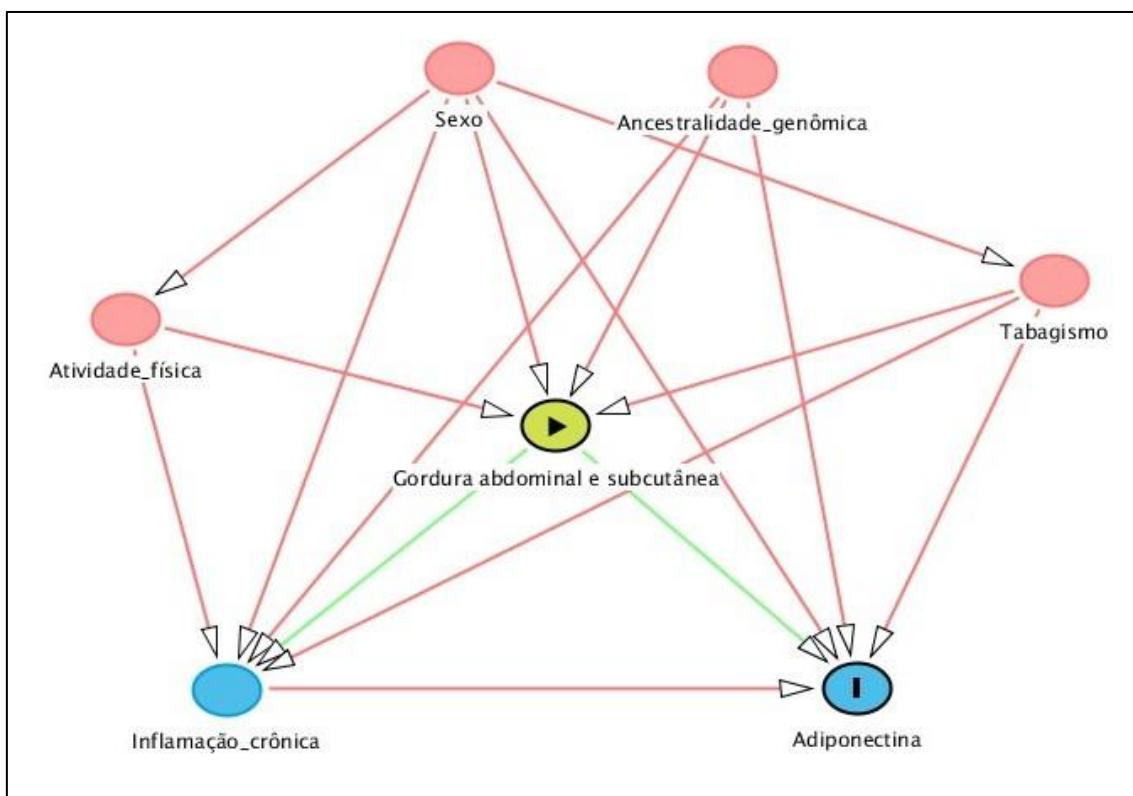 Sexo
Ancestralidade_genômica
Tabagismo
Atividade_física
Gordura abdominal e subcutânea
Inflamação_crônica
Adiponectina